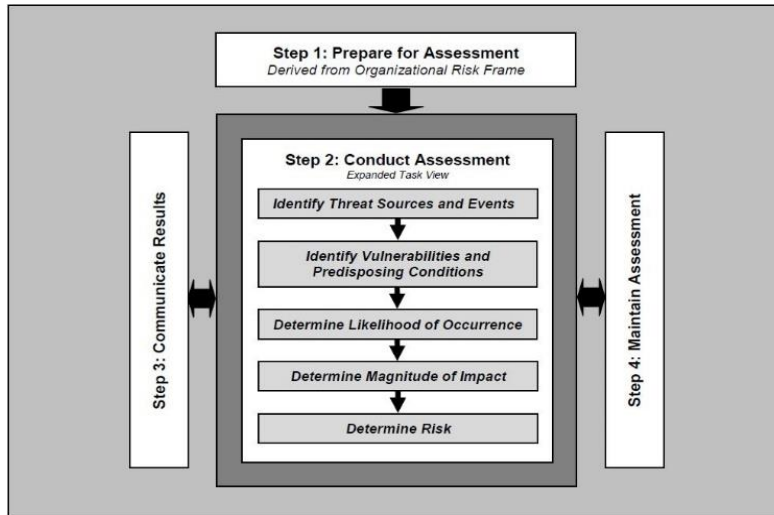 Step 1: Prepare for Assessment
Derived from Organizational Risk Frame
Step 2: Conduct Assessment
Expanded Task View
Identify Threat Sources and Events
Identify Vulnerabilities and
Predisposing Conditions
Determine Likelihood of Occurrence
Determine Magnitude of Impact
Determine Risk
Step 3: Communicate Results
Step 4: Maintain Assessment